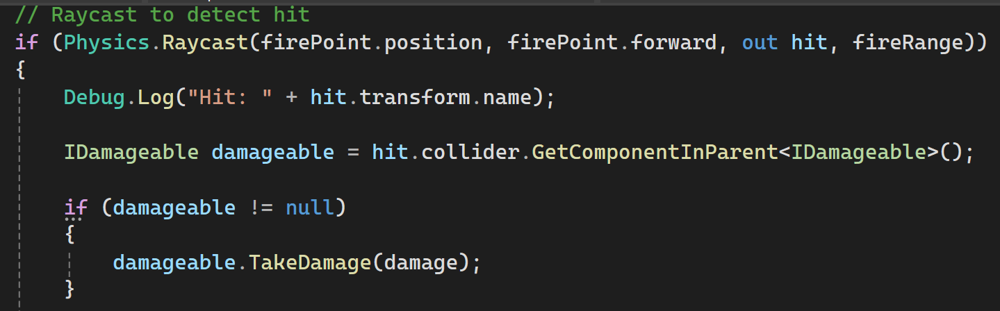 // Raycast to detect hit
if (Physics.Raycast(firePoint.position, firePoint.forward, out hit, fireRange))
{
Debug.Log("Hit: " + hit.transform.name);
IDamageable damageable = hit.collider.GetComponentInParent<IDamageable>();
if (damageable != null)
{
damageable.TakeDamage(damage);
}